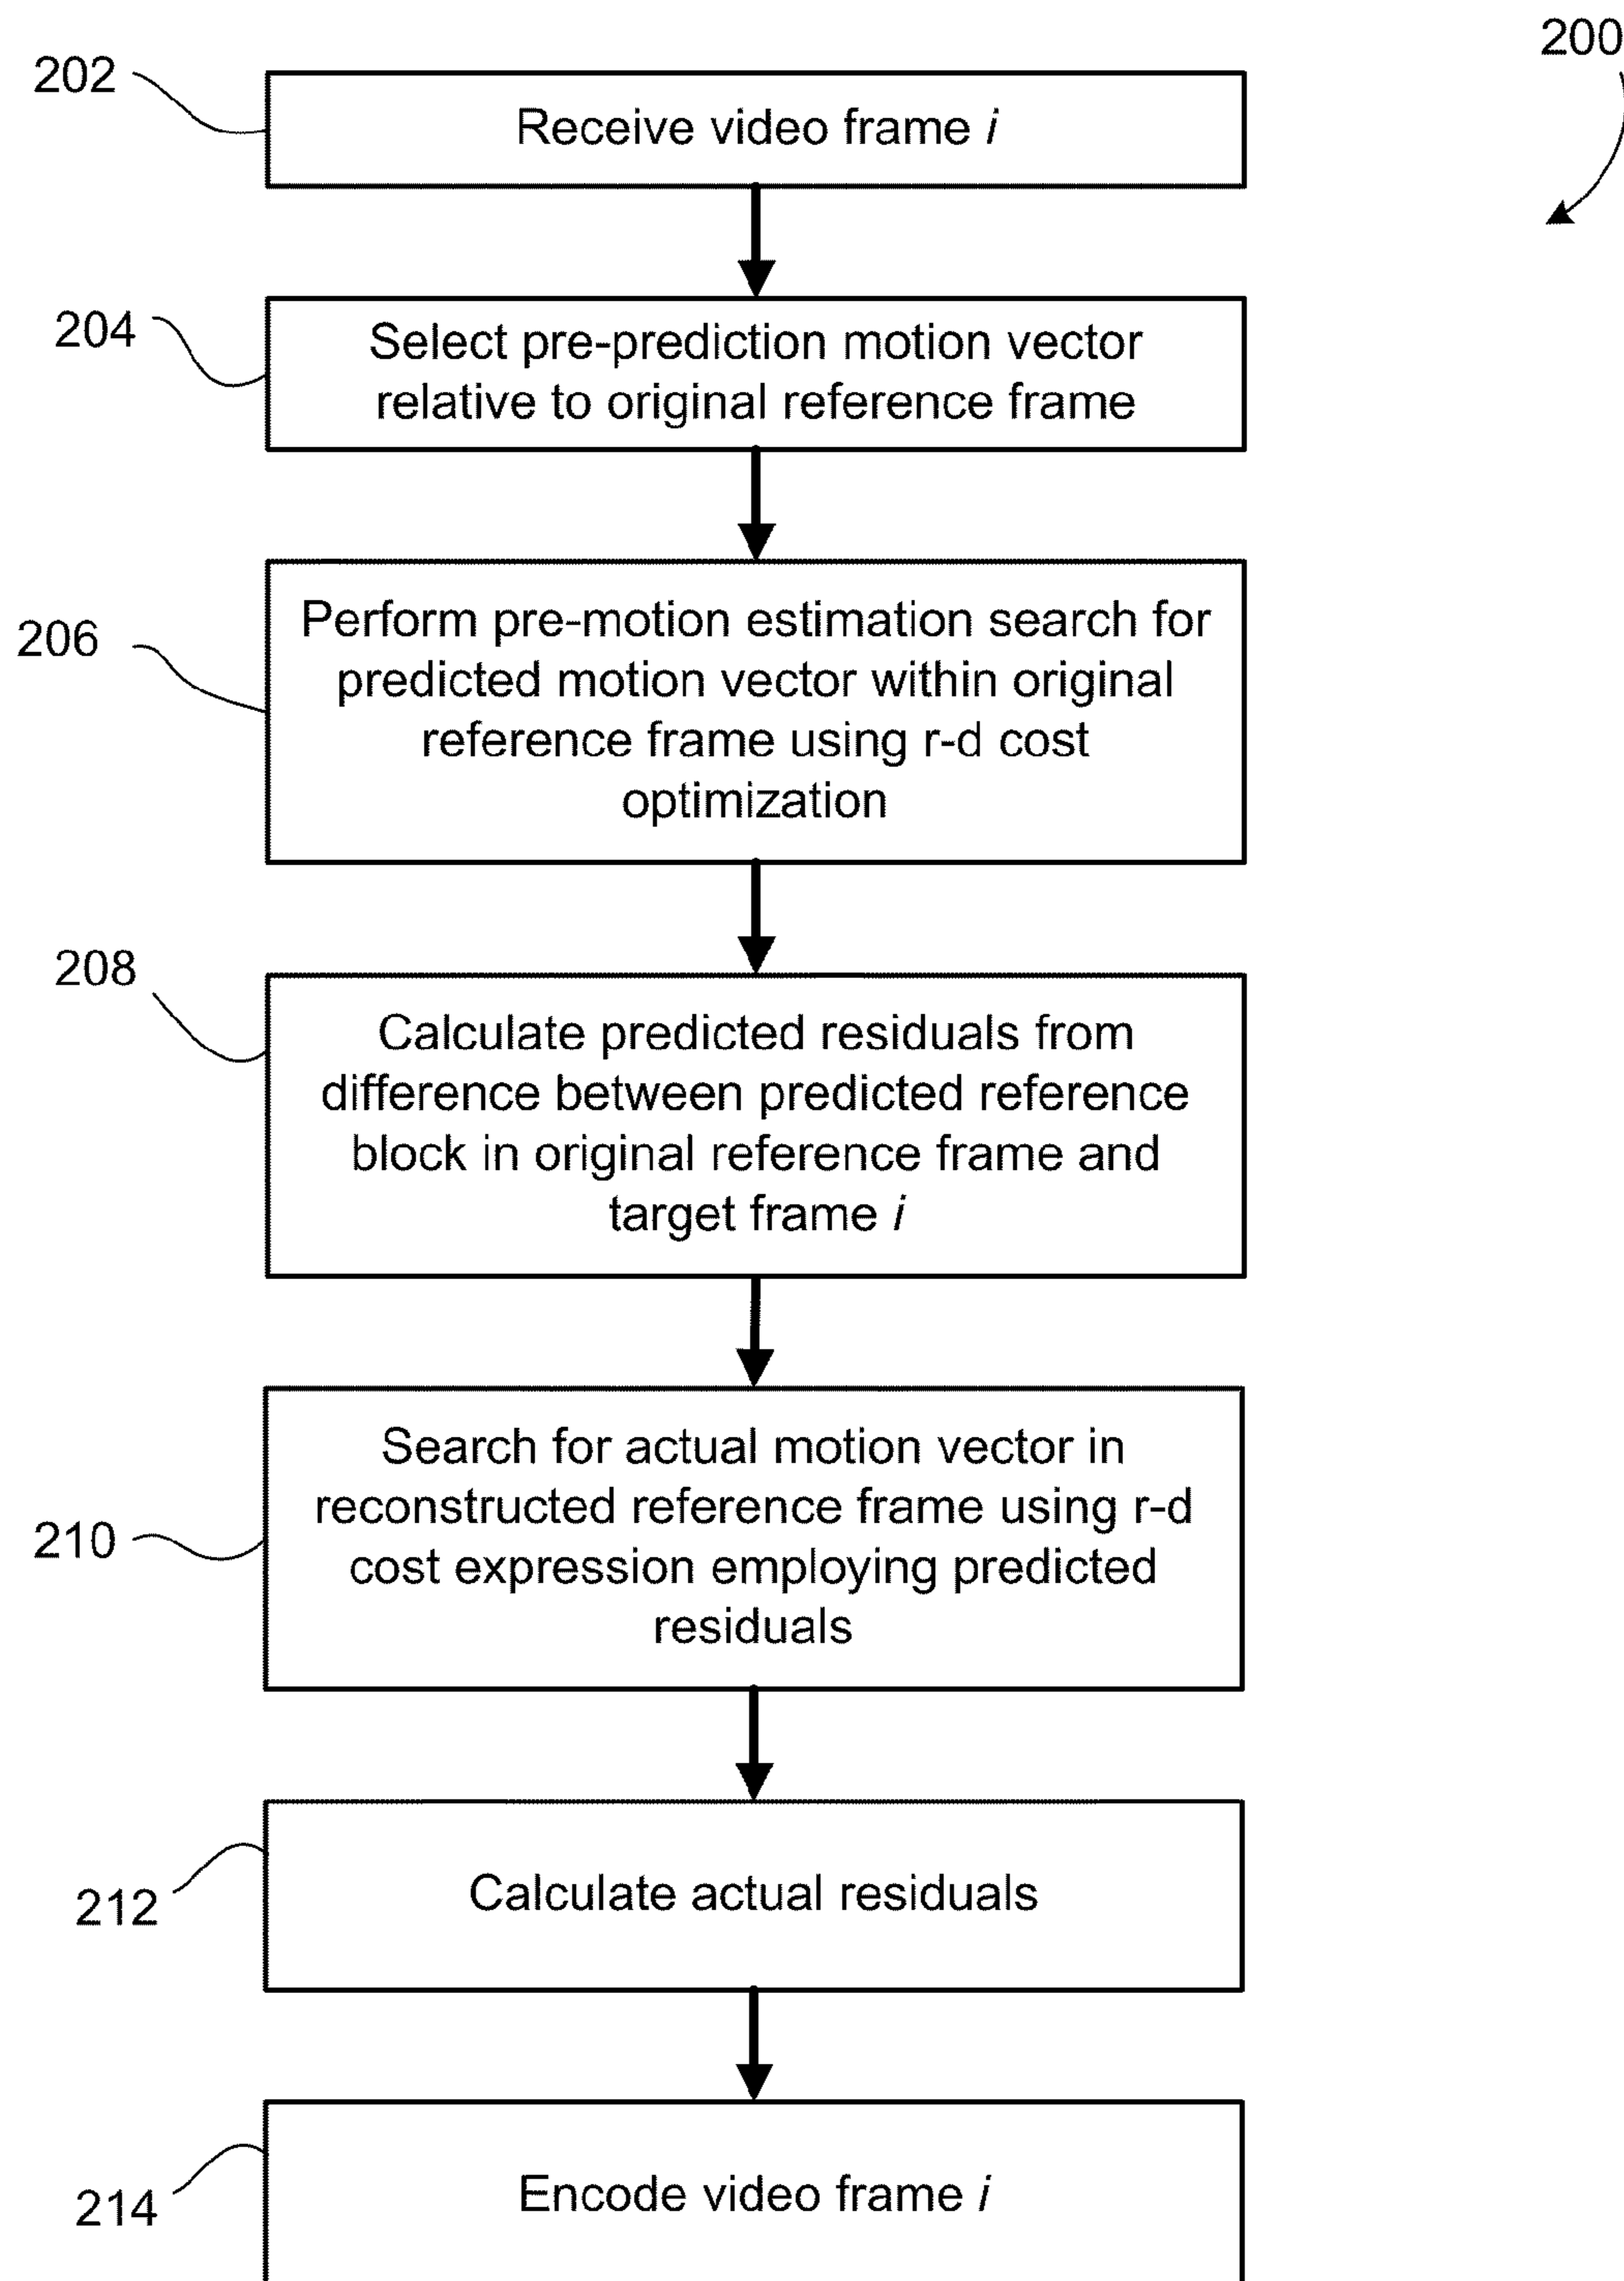 200
202
Receive video frame i
204
Select pre-prediction motion vector
relative to original reference frame
206
Perform pre-motion estimation search for
predicted motion vector within original
reference frame using r-d cost
optimization
208
Calculate predicted residuals from
difference between predicted reference
block in original reference frame and
target frame i
210
Search for actual motion vector in
reconstructed reference frame using r-d
cost expression employing predicted
residuals
212
Calculate actual residuals
214
Encode video frame i